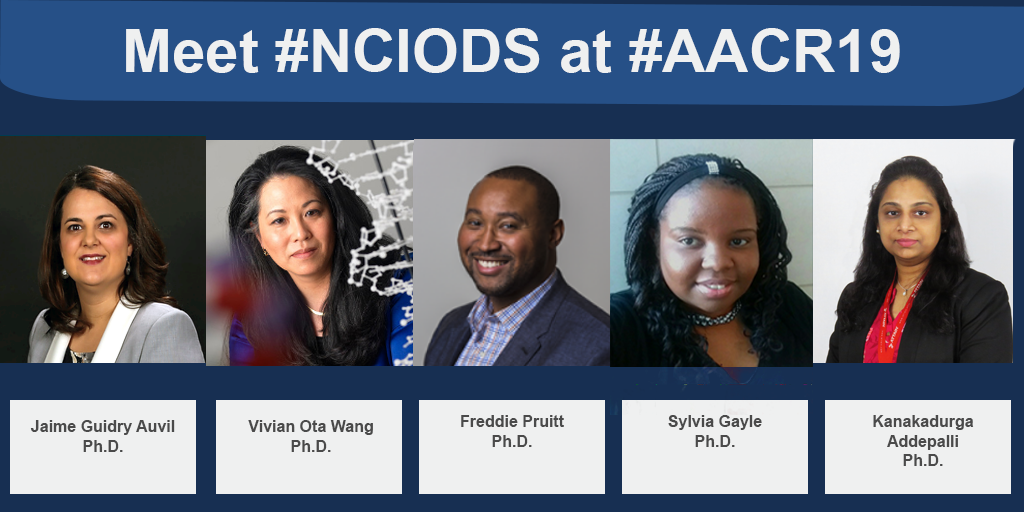 Meet #NCIODS at #AACR19
Jaime Guidry Auvil
Ph.D.
Vivian Ota Wang
Ph.D.
Freddie Pruitt
Ph.D.
Sylvia Gayle
Ph.D.
Kanakadurga
Addepalli
Ph.D.